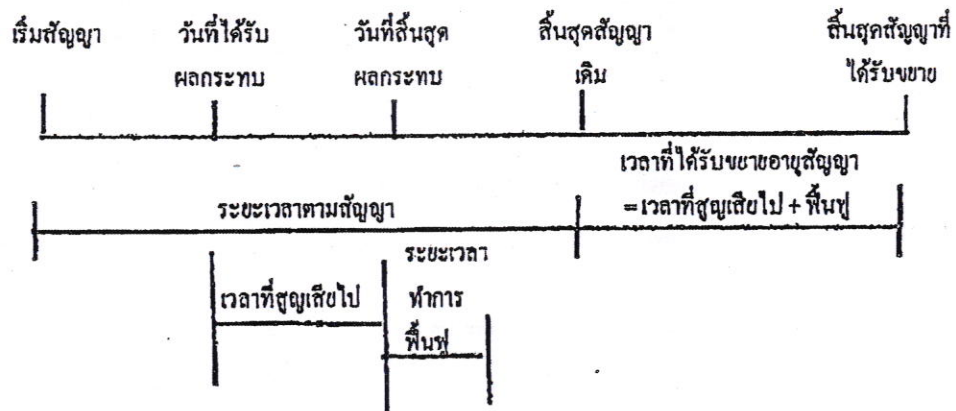 เริ่มสัญญา วันที่ได้รับ วันที่สิ้นสุด สิ้นสุดสัญญา สิ้นสุดสัญญาที่
ผลกระทบ ผลกระทบ เดิม ได้รับขยาย
เวลาที่ได้รับขยายอายุสัญญา
ระยะเวลาตามสัญญา =เวลาที่สูญเสียไป + ฟื้นฟู
ระยะเวลา
เวลาที่สูญเสียไป ทำการ
ฟื้นฟู